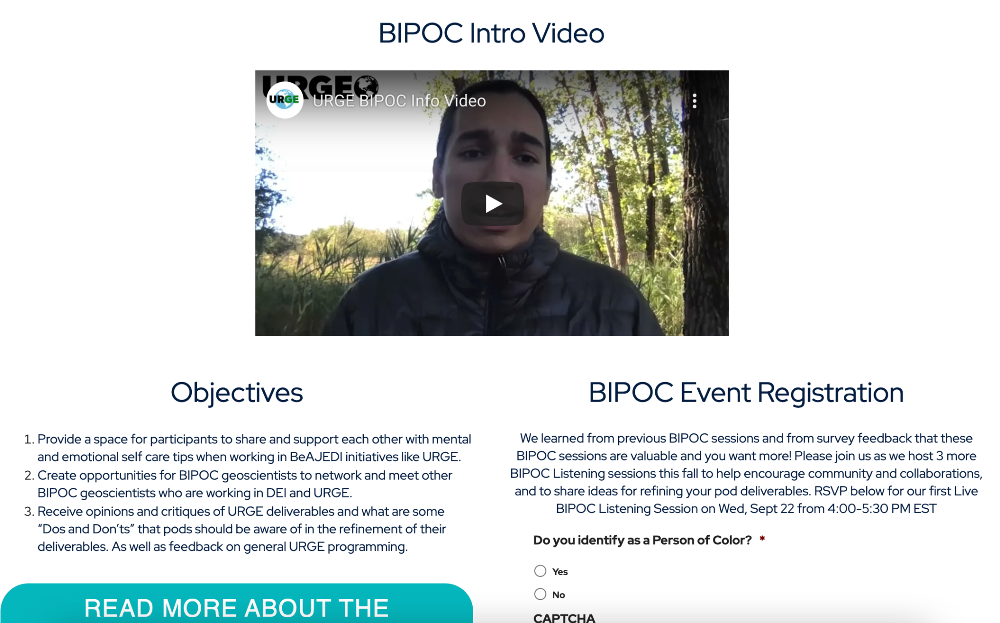 BIPOC Intro Video
URGEO
URGE
URGE BIPOC Info Video
Objectives
1. Provide a space for participants to share and support each other with mental
and emotional self care tips when working in BeAJEDI initiatives like URGE.
2. Create opportunities for BIPOC geoscientists to network and meet other
BIPOC geoscientists who are working in DEI and URGE.
3. Receive opinions and critiques of URGE deliverables and what are some
“Dos and Don’ts” that pods should be aware of in the refinement of their
deliverables. As well as feedback on general URGE programming.
READ MORE ABOUT THE
BIPOC Event Registration
We learned from previous BIPOC sessions and from survey feedback that these
BIPOC sessions are valuable and you want more! Please join us as we host 3 more
BIPOC Listening sessions this fall to help encourage community and collaborations,
and to share ideas for refining your pod deliverables. RSVP below for our first Live
BIPOC Listening Session on Wed, Sept 22 from 4:00-5:30 PM EST
Do you identify as a Person of Color? *
Yes
No
CAPTCHA